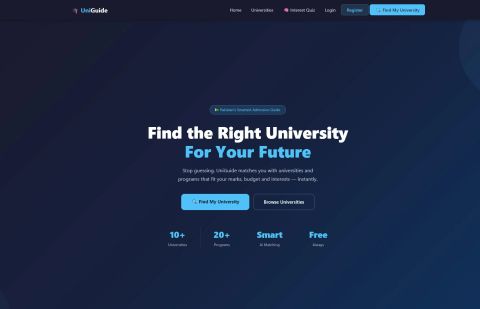 UniGuide
Home Universities Interest Quiz Login Register Find My University
Pakistan's Smartest Admission Guide
Find the Right University
For Your Future
Stop guessing. UniGuide matches you with universities and
programs that fit your marks, budget and interests — instantly.
Find My University Browse Universities
10+ 20+ Smart Free
Universities Programs AI Matching Always